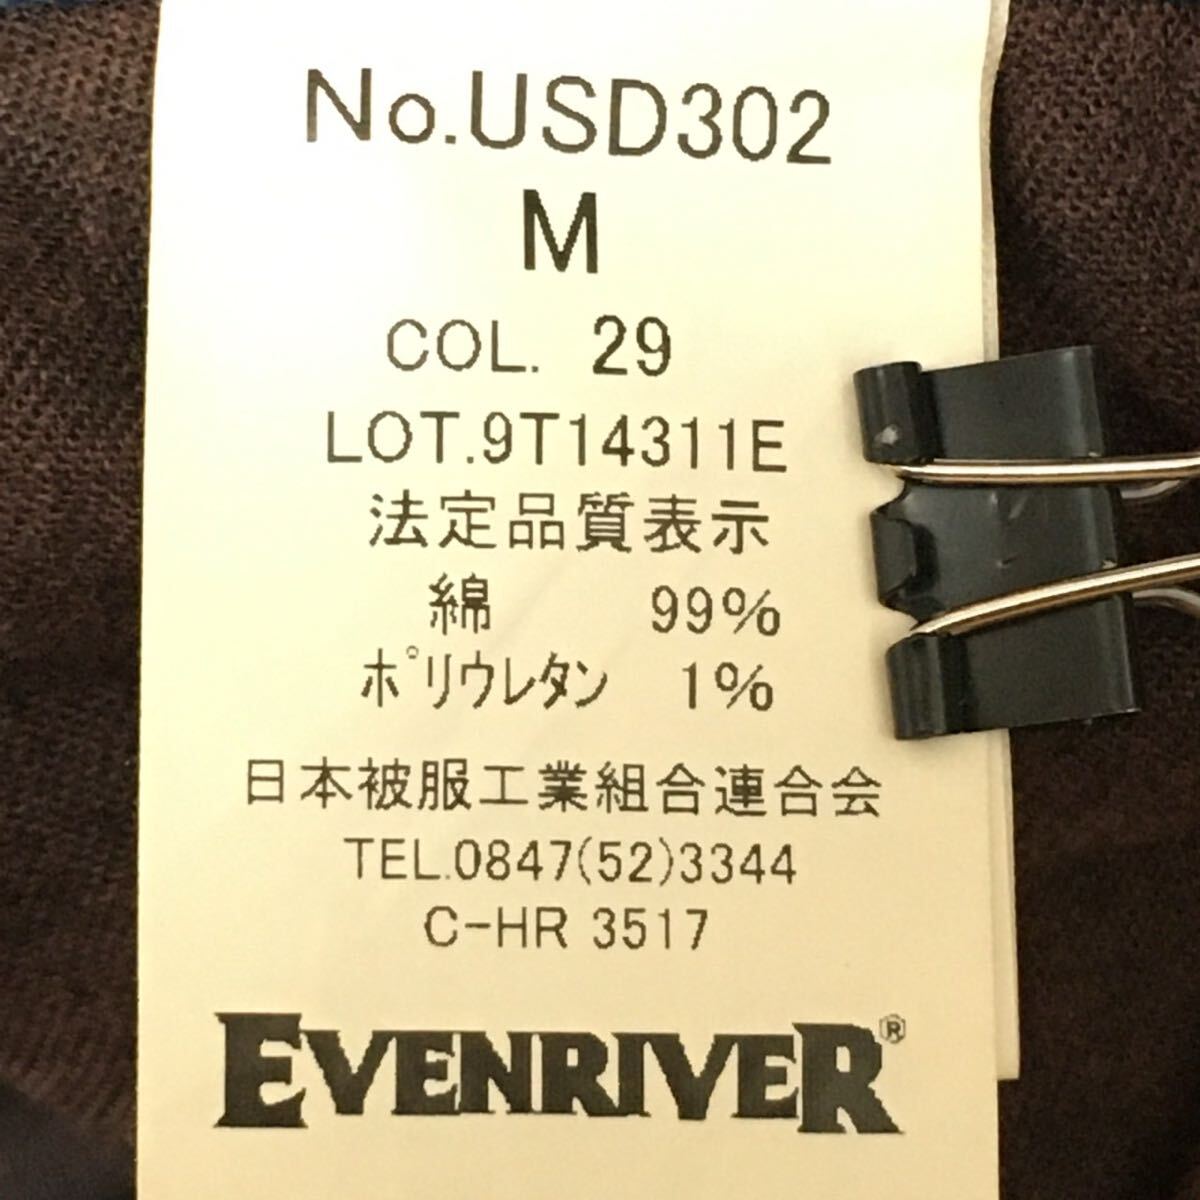 No.USD302
M
COL. 29
LOT.9T14311E
法定品質表示
綿 99%
ﾎﾟﾘｳﾚﾀﾝ 1%
日本被服工業組合連合会
TEL.0847(52)3344
C-HR 3517
EVENRIVER®